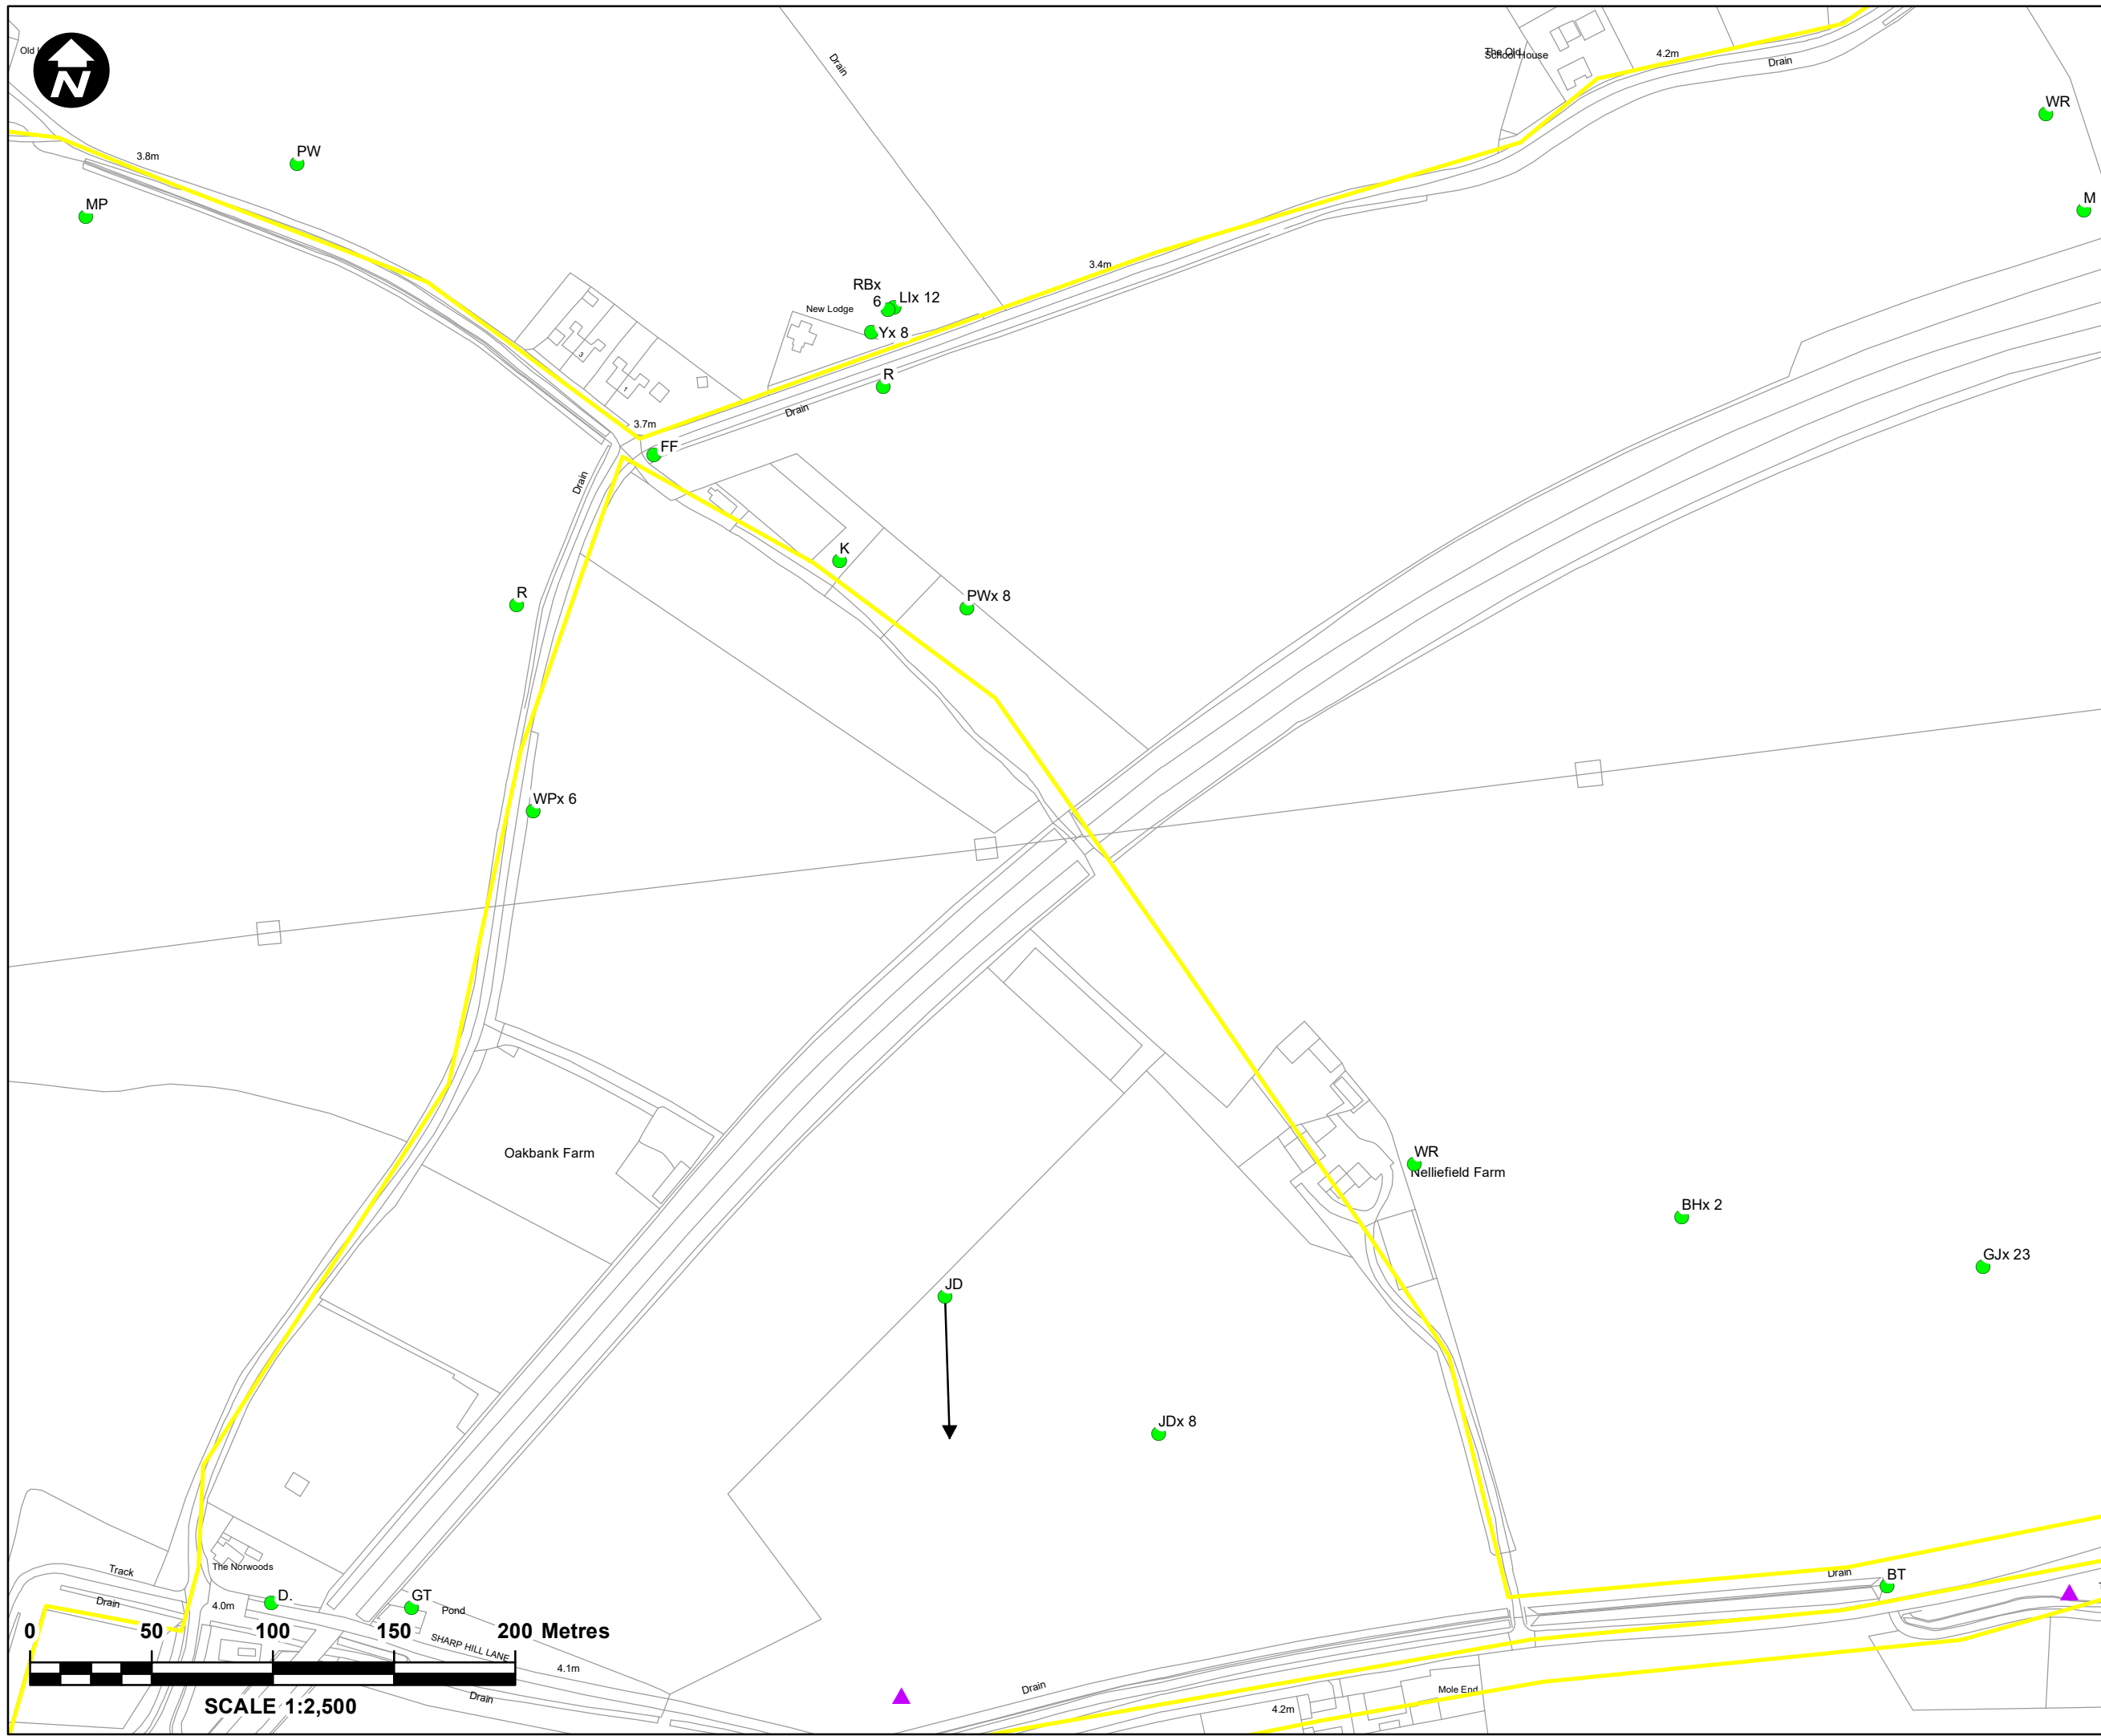 Old
N
Drain
The Old
School House
4.2m
Drain
WR
3.8m
PW
MP
M
3.4m
RBx
6
LIx 12
New Lodge
Yx 8
3
1
R
Drain
3.7m
FF
Drain
K
R
PWx 8
WPx 6
Oakbank Farm
WR
Nelliefield Farm
BHx 2
GJx 23
JD
JDx 8
The Norwoods
Track
Drain
D.
GT
Pond
4.0m
Drain
BT
0 50 100 150 200 Metres
SHARP HILL LANE
4.1m
SCALE 1:2,500
Drain
Drain
Mole End
4.2m